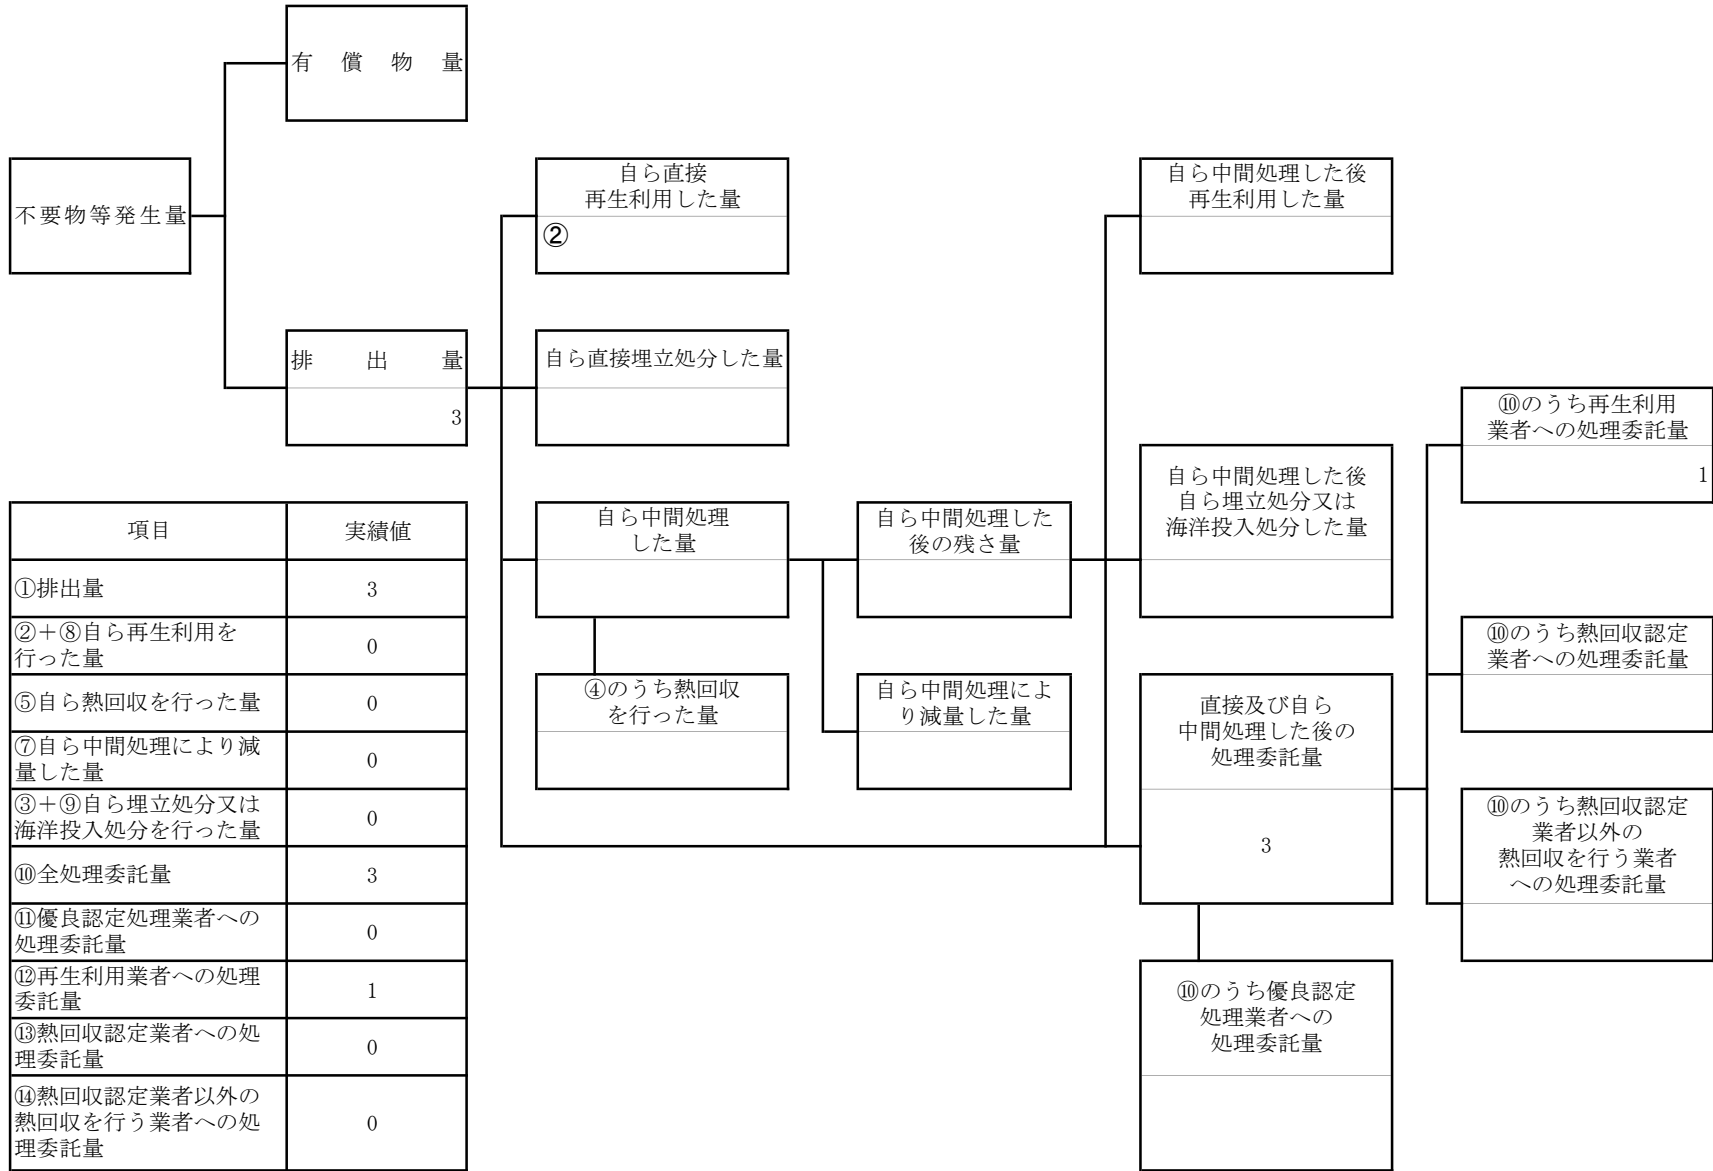 有償物量
不要物等発生量
自ら直接
再生利用した量
②
自ら中間処理した後
再生利用した量
排出量
3
自ら直接埋立処分した量
⑩のうち再生利用
業者への処理委託量
1
自ら中間処理
した量
自ら中間処理した
後の残さ量
自ら中間処理した後
自ら埋立処分又は
海洋投入処分した量
⑩のうち熱回収認定
業者への処理委託量
④のうち熱回収
を行った量
自ら中間処理によ
り減量した量
直接及び自ら
中間処理した後の
処理委託量
3
⑩のうち熱回収認定
業者以外の
熱回収を行う業者
への処理委託量
⑩のうち優良認定
処理業者への
処理委託量
項目 実績値
①排出量 3
②+⑧自ら再生利用を
行った量 0
⑤自ら熱回収を行った量 0
⑦自ら中間処理により減
量した量 0
③+⑨自ら埋立処分又は
海洋投入処分を行った量 0
⑩全処理委託量 3
⑪優良認定処理業者への
処理委託量 0
⑫再生利用業者への処理
委託量 1
⑬熱回収認定業者への処
理委託量 0
⑭熱回収認定業者以外の
熱回収を行う業者への処
理委託量 0